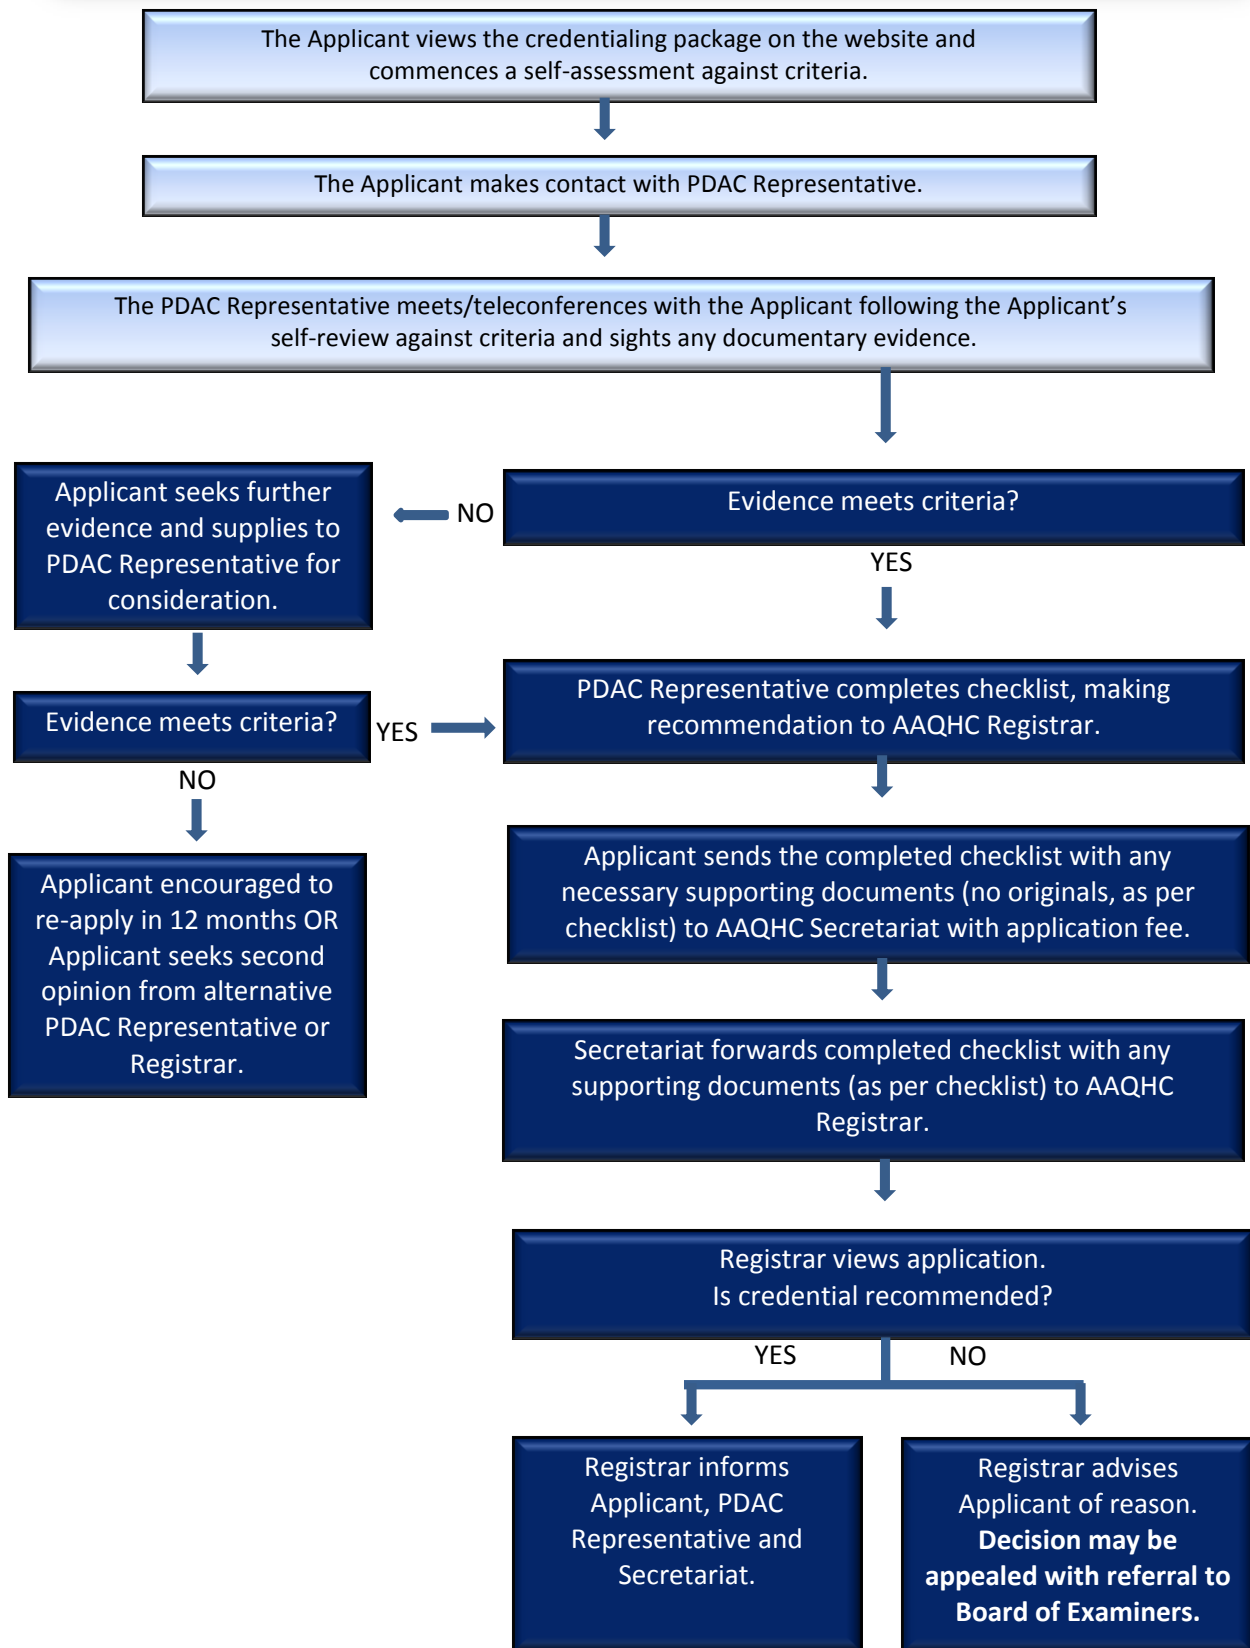 The Applicant views the credentialing package on the website and
commences a self-assessment against criteria.
The Applicant makes contact with PDAC Representative.
The PDAC Representative meets/teleconferences with the Applicant following the Applicant’s
self-review against criteria and sights any documentary evidence.
Evidence meets criteria?
NO
Applicant seeks further
evidence and supplies to
PDAC Representative for
consideration.
YES
Evidence meets criteria?
YES
PDAC Representative completes checklist, making
recommendation to AAQHC Registrar.
NO
Applicant encouraged to
re-apply in 12 months OR
Applicant seeks second
opinion from alternative
PDAC Representative or
Registrar.
Applicant sends the completed checklist with any
necessary supporting documents (no originals, as per
checklist) to AAQHC Secretariat with application fee.
Secretariat forwards completed checklist with any
supporting documents (as per checklist) to AAQHC
Registrar.
Registrar views application.
Is credential recommended?
YES
NO
Registrar informs
Applicant, PDAC
Representative and
Secretariat.
Registrar advises
Applicant of reason.
Decision may be
appealed with referral to
Board of Examiners.